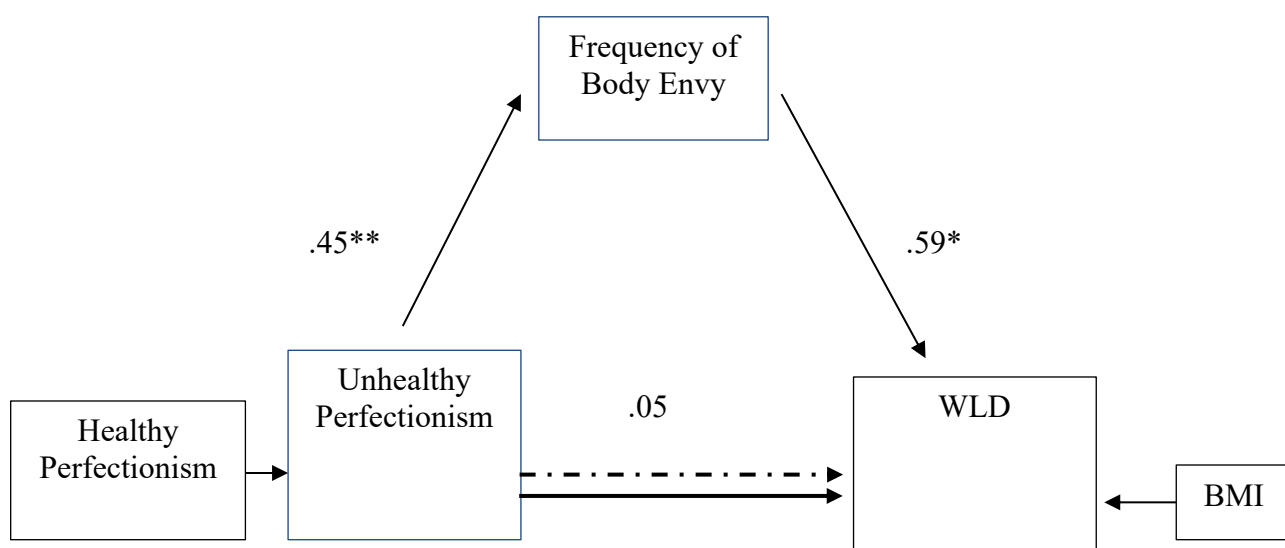 Frequency of
Body Envy
.45**
.59*
Unhealthy
Perfectionism
.05
WLD
Healthy
Perfectionism
BMI